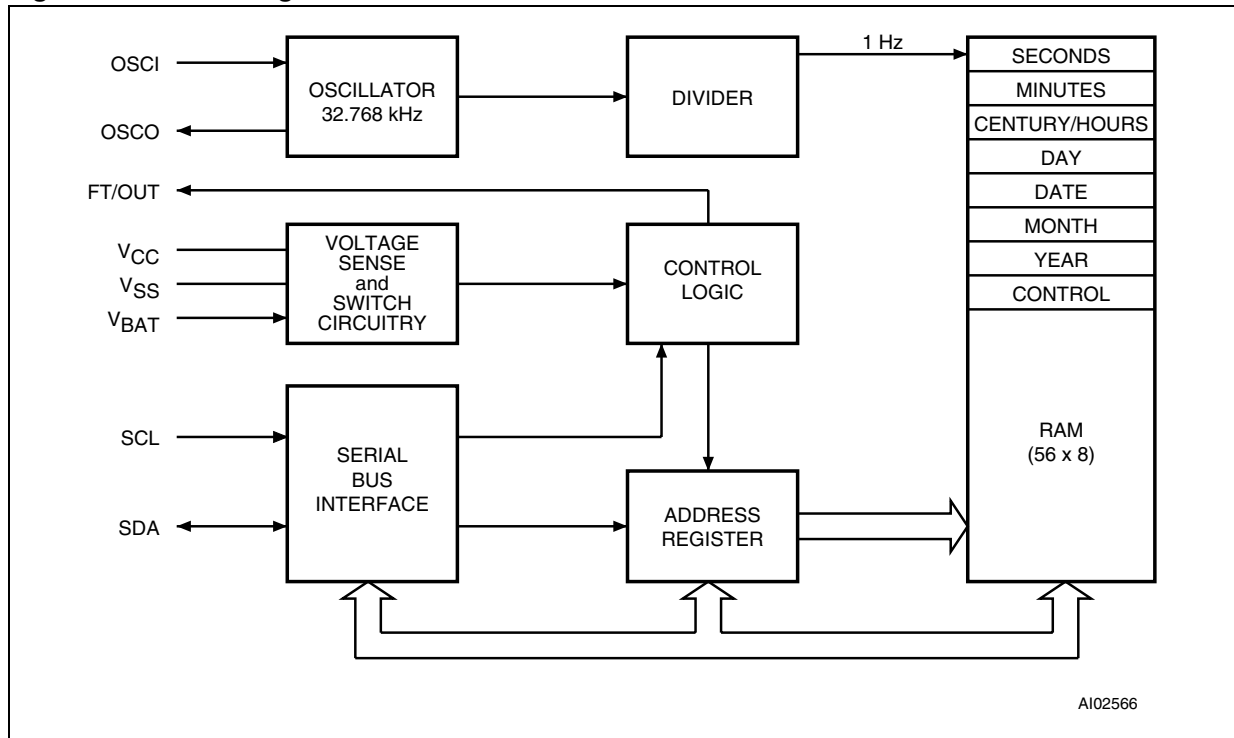 OSCI
OSCO
FT/OUT
VCC
VSS
VBAT
SCL
SDA
OSCILLATOR
32.768 kHz
DIVIDER
1 Hz
VOLTAGE
SENSE
and
SWITCH
CIRCUITRY
CONTROL
LOGIC
SERIAL
BUS
INTERFACE
ADDRESS
REGISTER
SECONDS
MINUTES
CENTURY/HOURS
DAY
DATE
MONTH
YEAR
CONTROL
RAM
(56 x 8)
AI02566